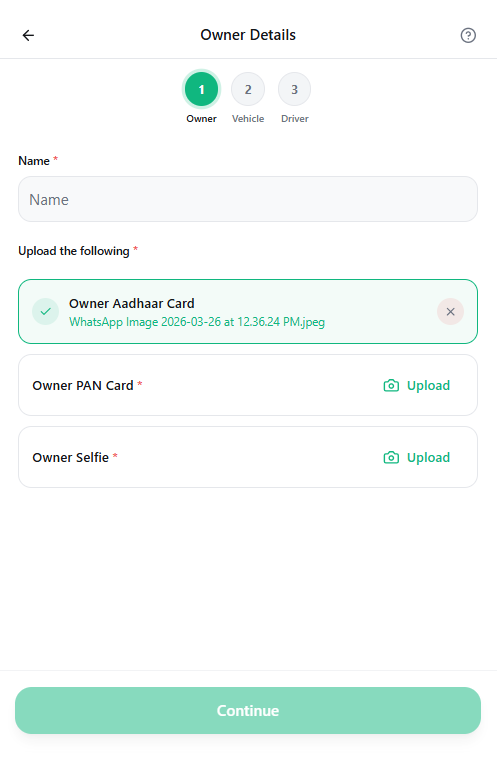 Owner Details
1
2
3
Owner
Vehicle
Driver
Name *
Name
Upload the following *
Owner Aadhaar Card
WhatsApp Image 2026-03-26 at 12.36.24 PM.jpeg
Owner PAN Card *
Upload
Owner Selfie *
Upload
Continue